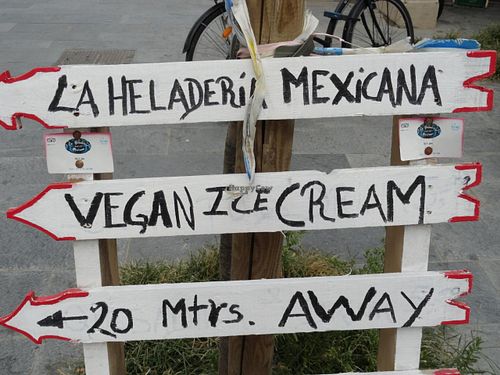 LA HELADERIA MEXICANA
VEGAN ICE CREAM
20 Mtrs. AWAY